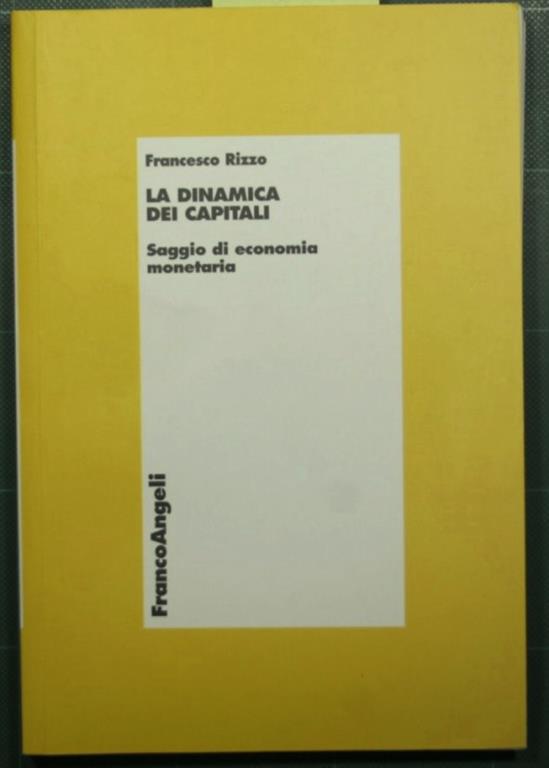 Francesco Rizzo
LA DINAMICA
DEI CAPITALI
Saggio di economia
monetaria
FrancoAngeli